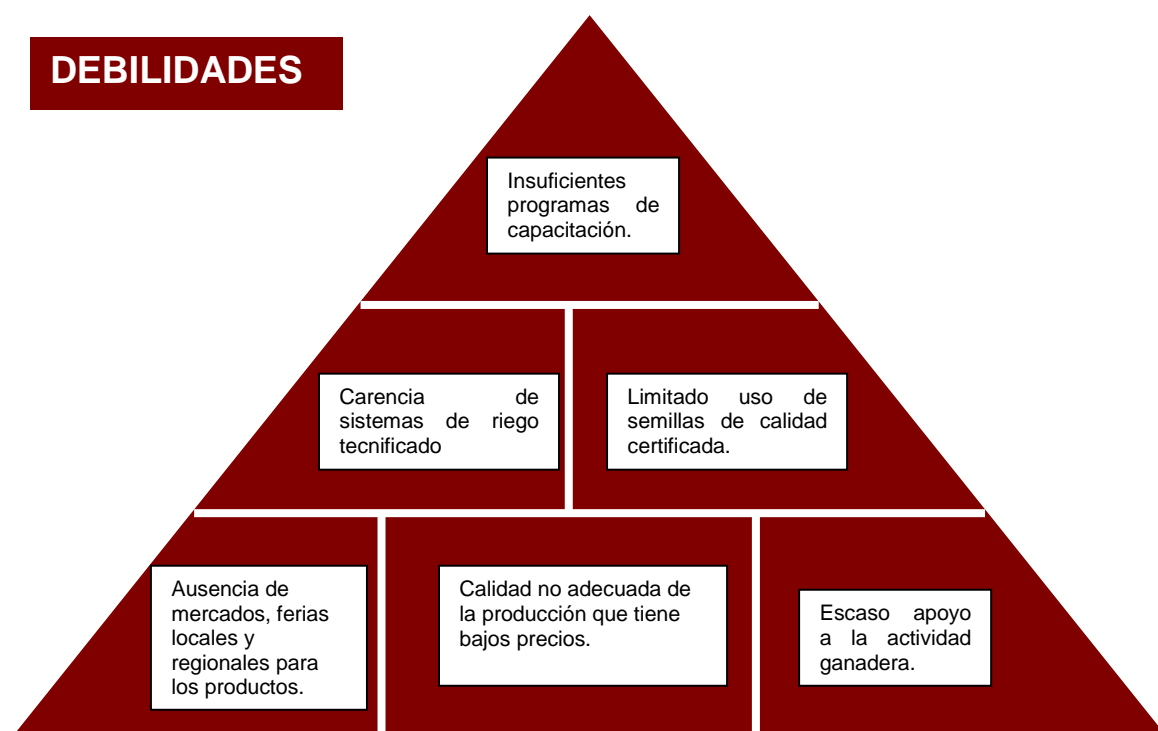 DEBILIDADES
Insuficientes
programas de
capacitación.
Carencia de
sistemas de riego
tecnificado
Limitado uso de
semillas de calidad
certificada.
Ausencia de
mercados, ferias
locales y
regionales para
los productos.
Calidad no adecuada de
la producción que tiene
bajos precios.
Escaso apoyo
a la actividad
ganadera.